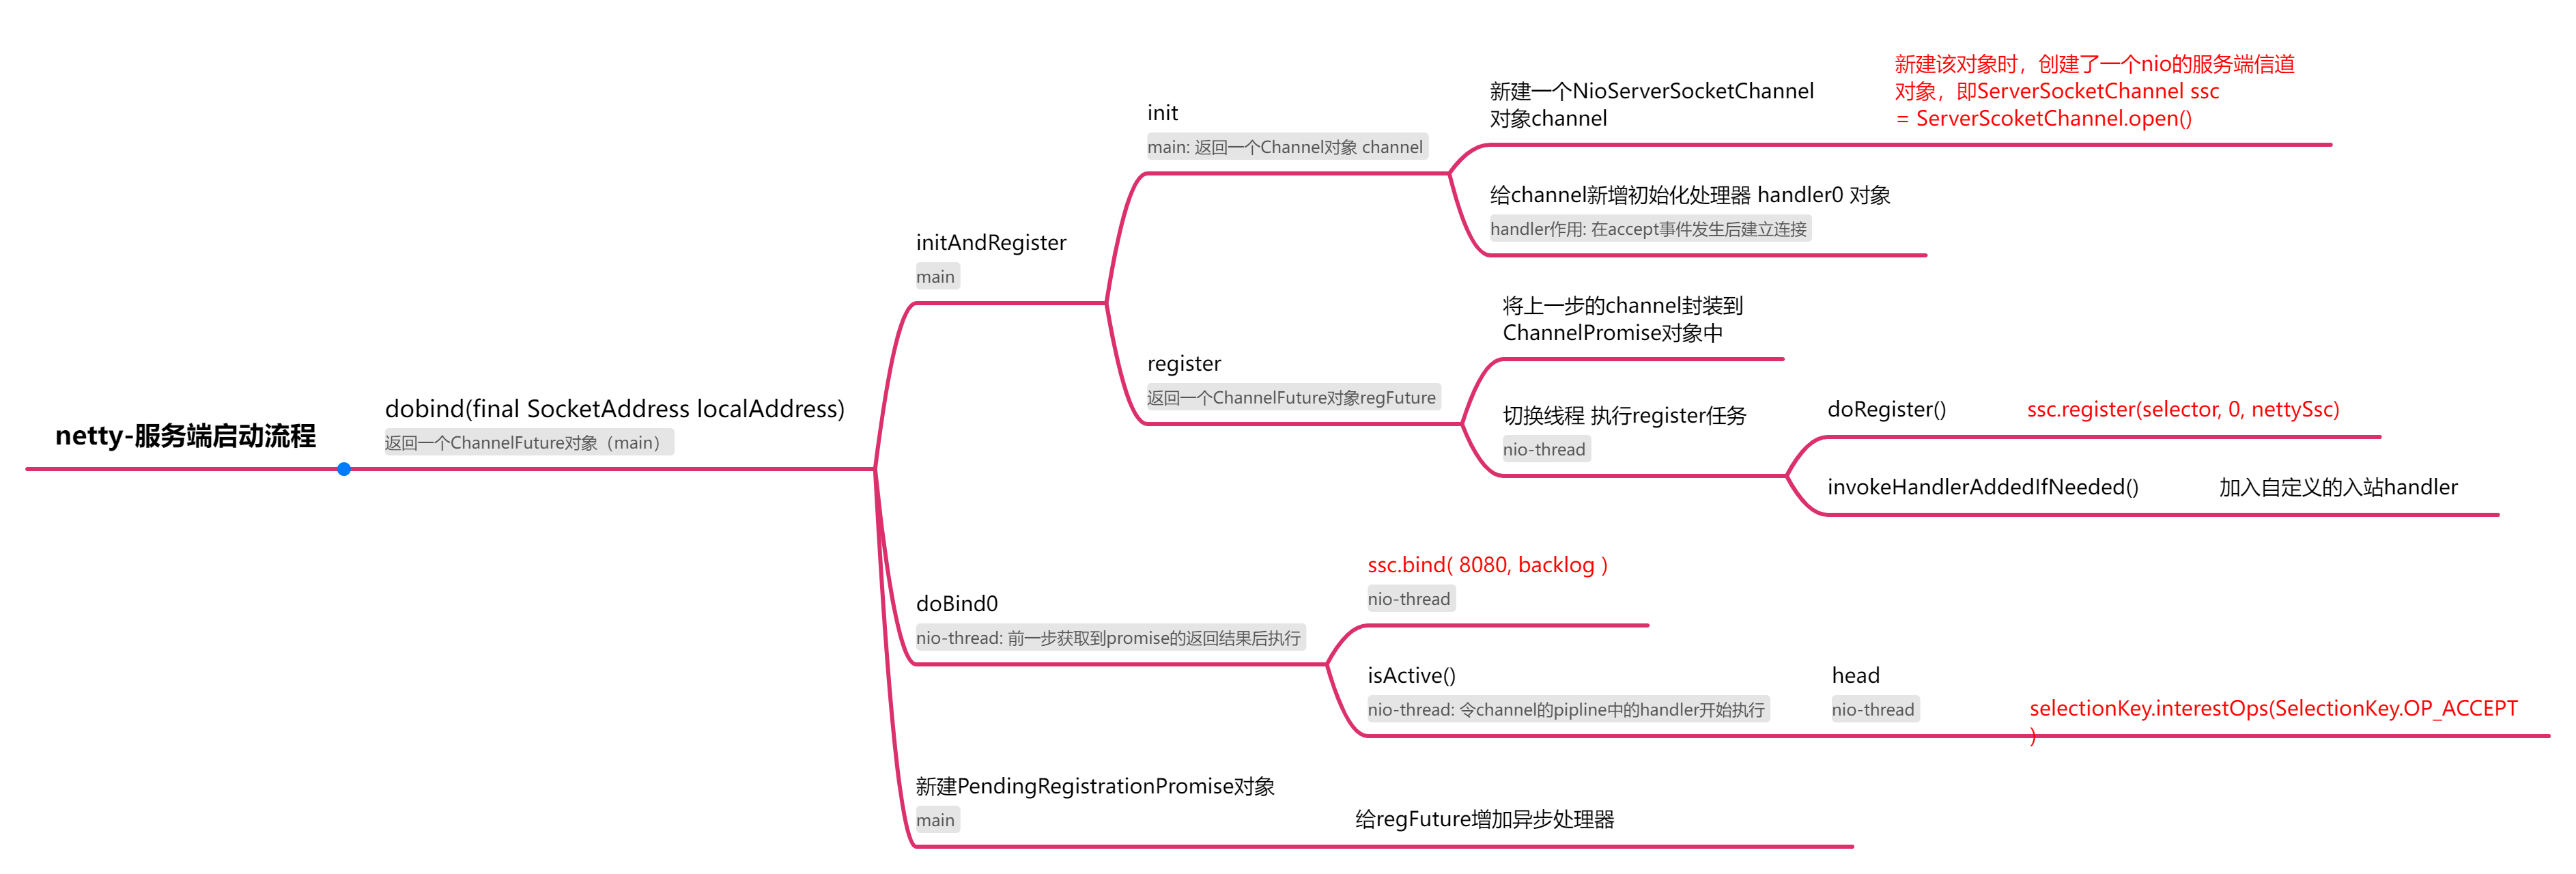 netty-服务端启动流程
dobind(final SocketAddress localAddress)
返回一个ChannelFuture对象（main）
initAndRegister
main
init
main: 返回一个Channel对象 channel
新建一个NioServerSocketChannel
对象channel
新建该对象时，创建了一个nio的服务端信道
对象，即ServerSocketChannel ssc
= ServerScoketChannel.open()
给channel新增初始化处理器 handler0 对象
handler作用: 在accept事件发生后建立连接
register
返回一个ChannelFuture对象regFuture
将上一步的channel封装到
ChannelPromise对象中
切换线程 执行register任务
nio-thread
doRegister()
ssc.register(selector, 0, nettySsc)
invokeHandlerAddedIfNeeded()
加入自定义的入站handler
doBind0
nio-thread: 前一步获取到promise的返回结果后执行
ssc.bind( 8080, backlog )
nio-thread
isActive()
nio-thread: 令channel的pipline中的handler开始执行
head
nio-thread
selectionKey.interestOps(SelectionKey.OP_ACCEPT
)
新建PendingRegistrationPromise对象
main
给regFuture增加异步处理器